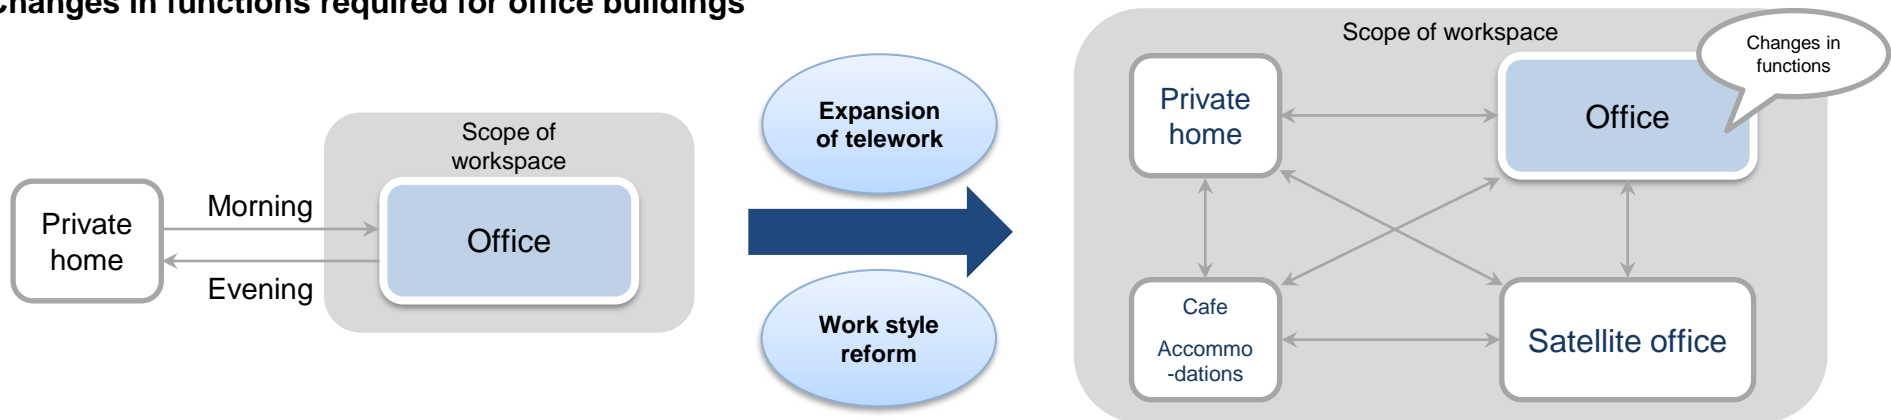 Changes in functions required for office buildings
Scope of
workspace
Private
home
Morning
Evening
Office
Expansion
of telework
Work style
reform
Scope of workspace
Changes in
functions
Private
home
Office
Cafe
Accommo
-dations
Satellite office